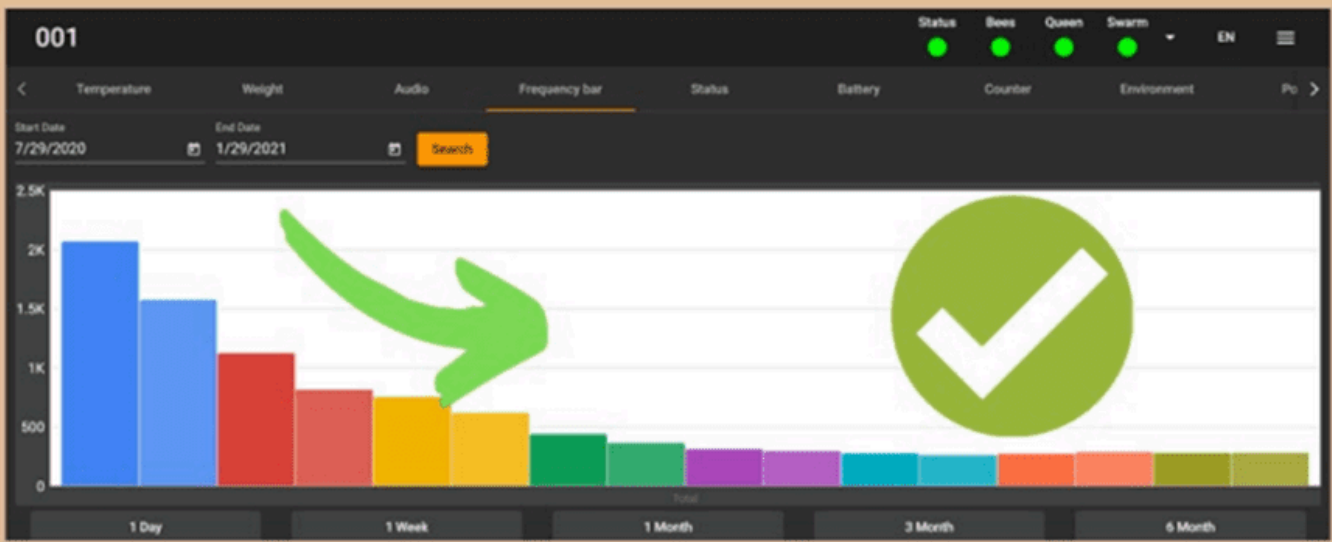 001
Status Bees Queen Swarm EN
Temperature Weight Audio Frequency bar Status Battery Counter Environment Po
Start Date End Date
7/29/2020 1/29/2021 Search
2.5K
2K
1.5K
1K
500
0
Total
1 Day 1 Week 1 Month 3 Month 6 Month